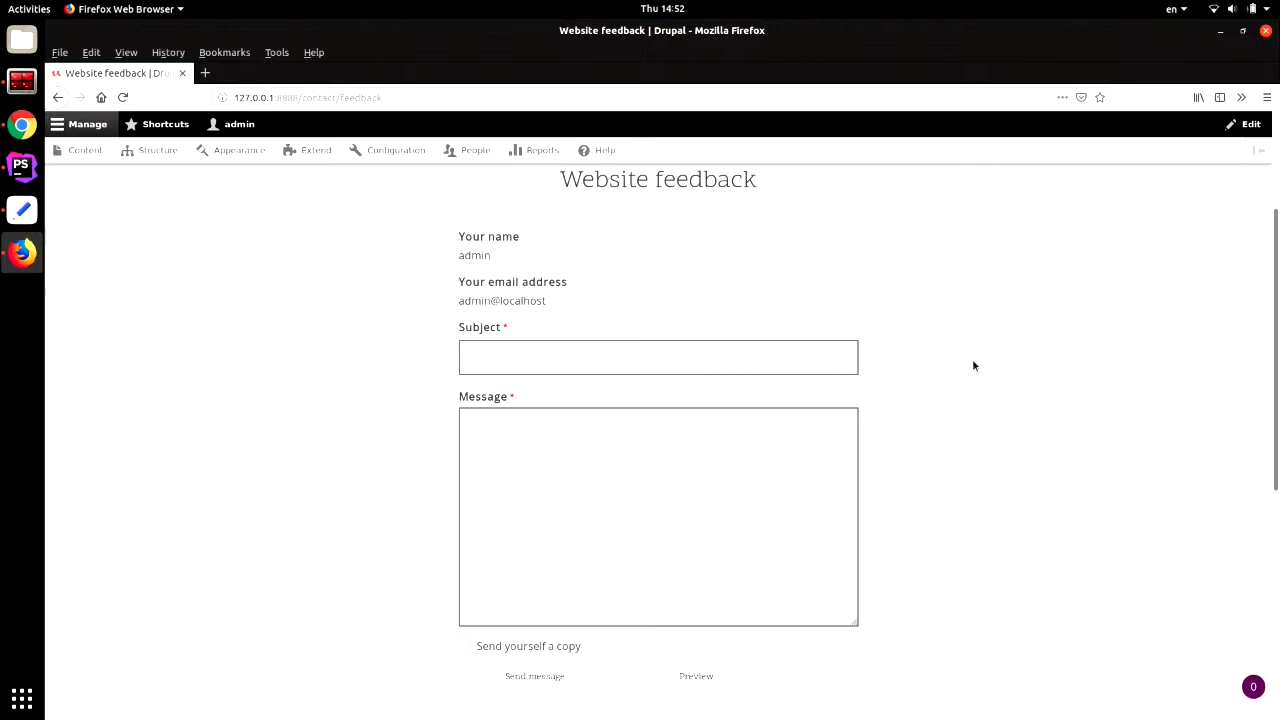 Activities Firefox Web Browser Thu 14:52 en
Website feedback | Drupal - Mozilla Firefox
File Edit View History Bookmarks Tools Help
Website feedback | Dru
127.0.0.1:8888/contact/feedback
Manage Shortcuts admin Edit
Content Structure Appearance Extend Configuration People Reports Help
Website feedback
Your name
admin
Your email address
admin@localhost
Subject *
Message *
Send yourself a copy
Send message Preview
0
PS